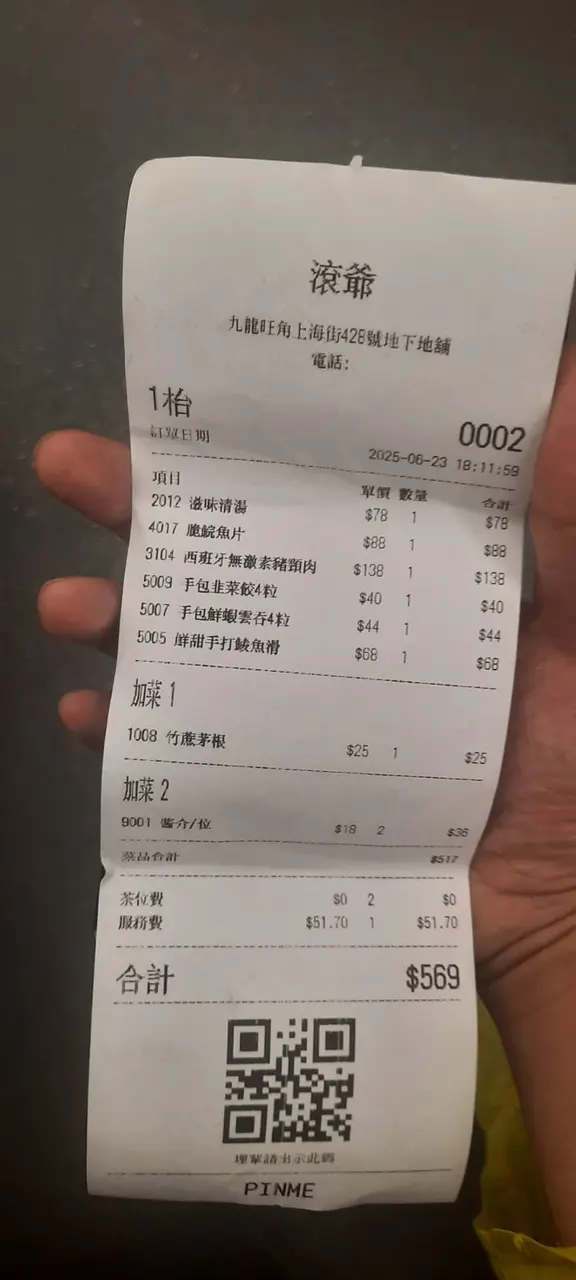 滾爺
九龍旺角上海街428號地下地舖
電話:
1枱 0002
訂單日期 2025-06-23 18:11:59
項目 單價 數量 合計
2012 滋味清湯 $78 1 $78
4017 脆鯇魚片 $88 1 $88
3104 西班牙無激素豬頸肉 $138 1 $138
5009 手包韭菜餃4粒 $40 1 $40
5007 手包鮮蝦雲吞4粒 $44 1 $44
5005 鮮甜手打鯪魚滑 $68 1 $68
加菜 1
1008 竹蔗茅根 $25 1 $25
加菜 2
9001 醬介/位 $18 2 $36
菜品合計 $517
茶位費 $0 2 $0
服務費 $51.70 1 $51.70
合計 $569
埋單請出示此碼
PINME